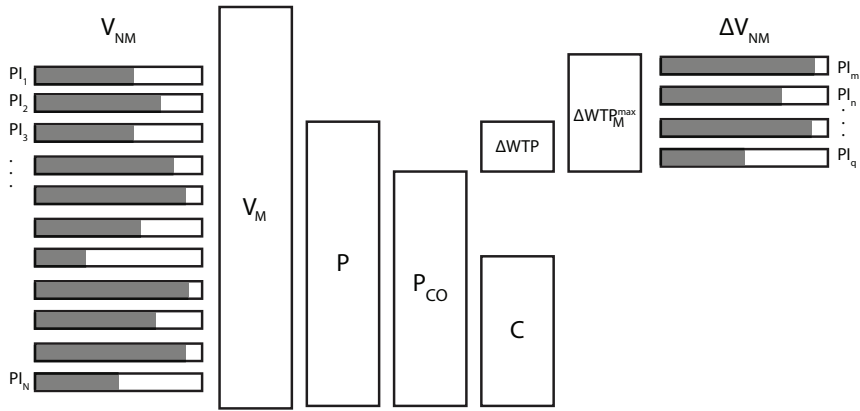 V_NM
PI_1
PI_2
PI_3
. . .
PI_N
V_M
P
P_CO
ΔWTP
C
ΔWTP_M^max
ΔV_NM
PI_m
PI_n
. . .
PI_q